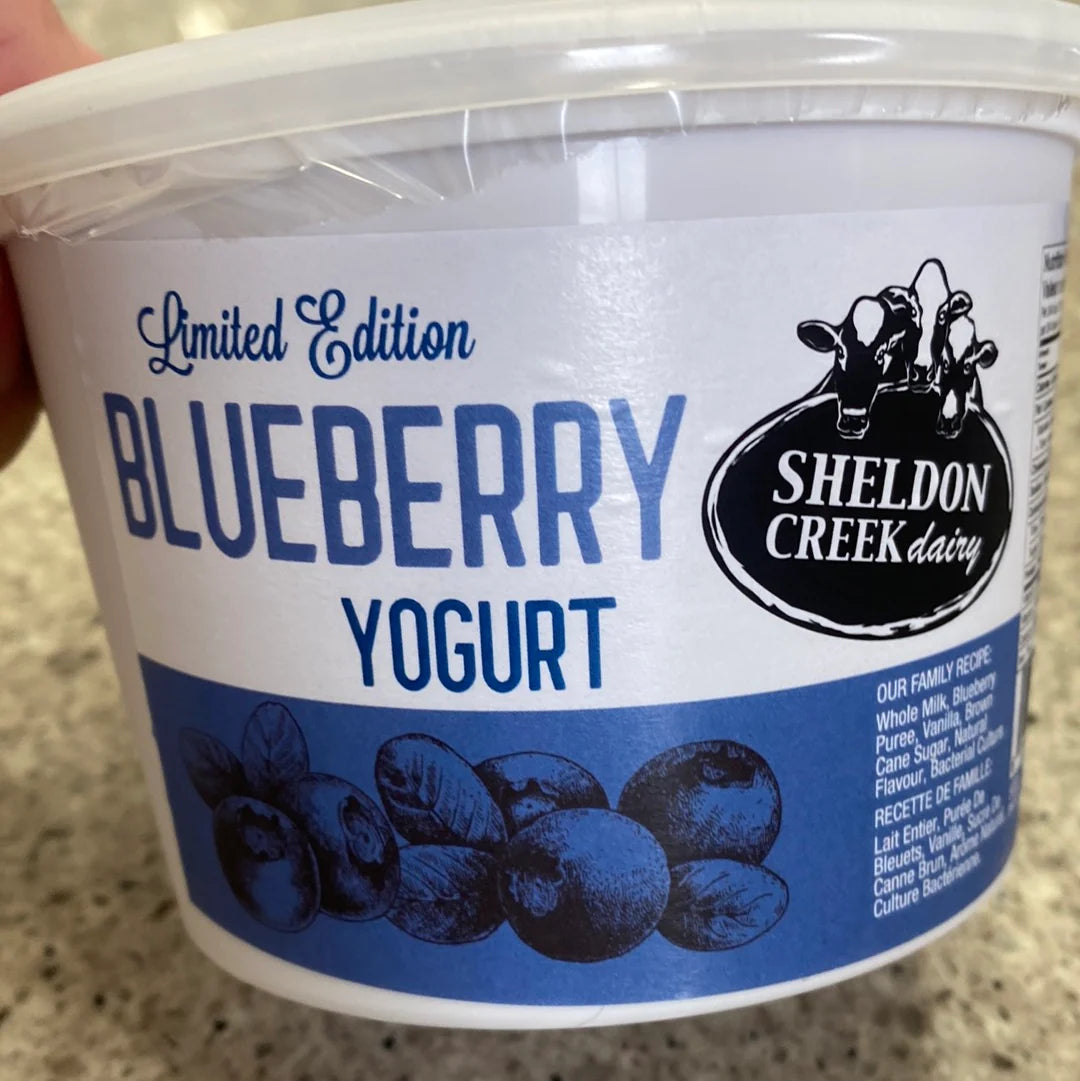 Limited Edition
BLUEBERRY
YOGURT
SHELDON
CREEK dairy
OUR FAMILY RECIPE:
Whole Milk, Blueberry
Puree, Vanilla, Brown
Cane Sugar, Natural
Flavour, Bacterial Culture
RECETTE DE FAMILLE:
Lait Entier, Purée De
Bleuets, Vanille, Sucre De
Canne Brun, Arôme Naturel,
Culture Bactérienne.